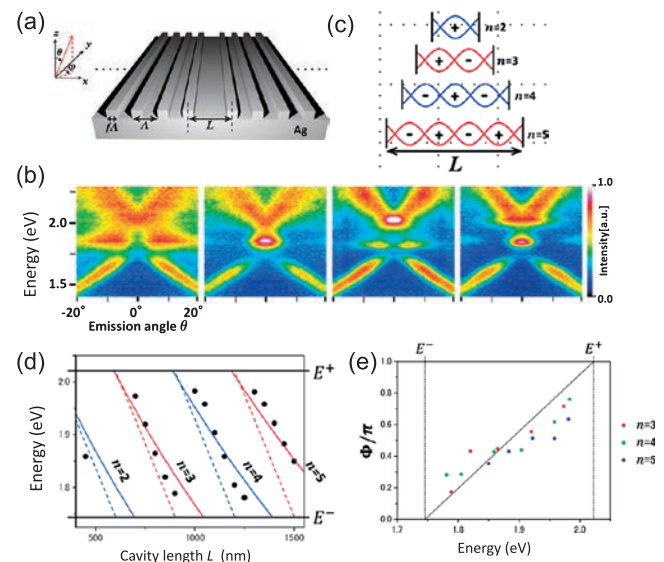 (a)
z
y
θ
φ
x
fΛ
Λ
L
Ag
(c)
+
n=2
+ -
n=3
- + -
n=4
- + - +
n=5
L
(b)
Energy (eV)
2.0
1.5
-20° 0° 20°
Emission angle θ
1.0
Intensity[a.u.]
0.0
(d)
E⁺
2.0
Energy (eV)
1.9
1.8
n=2
n=3
n=4
n=5
E⁻
500 1000 1500
Cavity length L (nm)
(e)
E⁻ E⁺
1.0
0.8
0.6
0.4
0.2
0.0
Φ/π
n=3
n=4
n=5
1.7 1.8 1.9 2.0 2.1
Energy (eV)